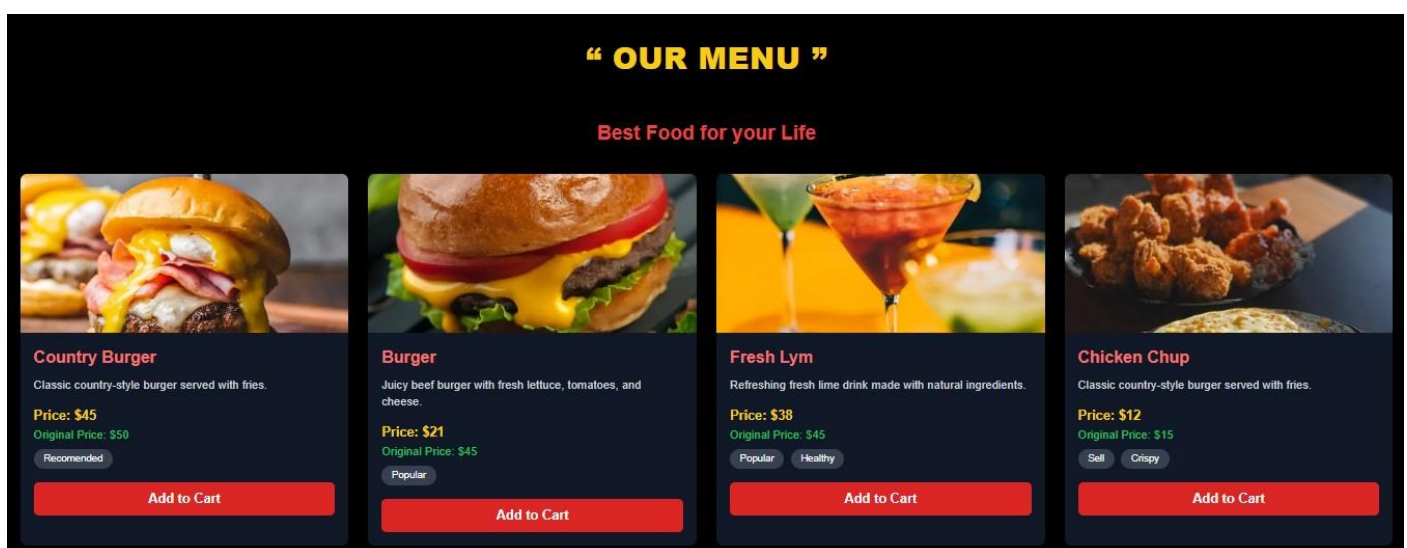 “ OUR MENU ”
Best Food for your Life
Country Burger
Classic country-style burger served with fries.
Price: $45
Original Price: $50
Recomended
Add to Cart
Burger
Juicy beef burger with fresh lettuce, tomatoes, and
cheese.
Price: $21
Original Price: $45
Popular
Add to Cart
Fresh Lym
Refreshing fresh lime drink made with natural ingredients.
Price: $38
Original Price: $45
Popular Healthy
Add to Cart
Chicken Chup
Classic country-style burger served with fries.
Price: $12
Original Price: $15
Sell Crispy
Add to Cart